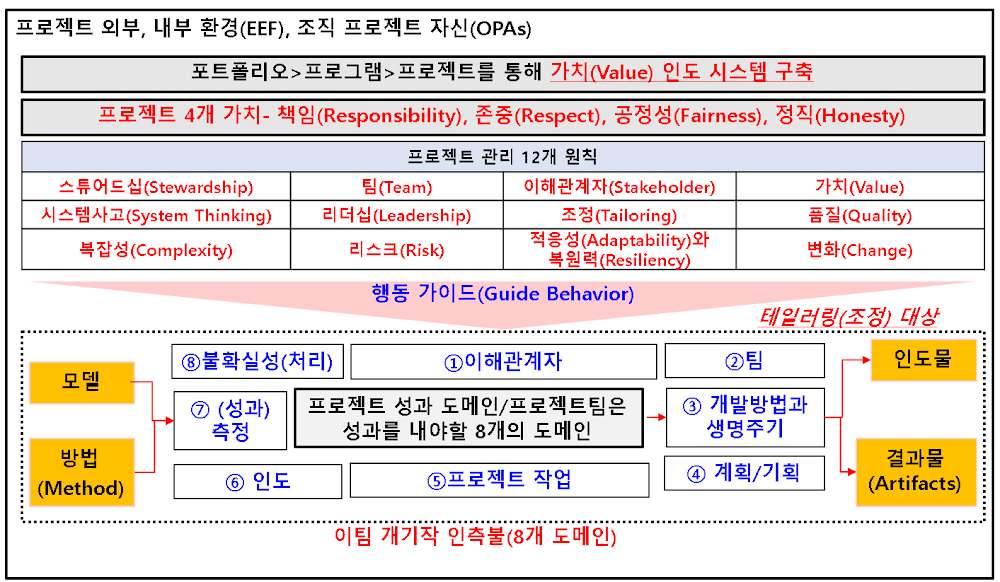 프로젝트 외부, 내부 환경(EEF), 조직 프로젝트 자신(OPAs)
포트폴리오>프로그램>프로젝트를 통해 가치(Value) 인도 시스템 구축
프로젝트 4개 가치- 책임(Responsibility), 존중(Respect), 공정성(Fairness), 정직(Honesty)
프로젝트 관리 12개 원칙
스튜어드십(Stewardship) 팀(Team) 이해관계자(Stakeholder) 가치(Value)
시스템사고(System Thinking) 리더십(Leadership) 조정(Tailoring) 품질(Quality)
복잡성(Complexity) 리스크(Risk) 적응성(Adaptability)와 변화(Change)
복원력(Resiliency)
행동 가이드(Guide Behavior)
테일러링(조정) 대상
⑧불확실성(처리) ①이해관계자 ②팀 인도물
모델
⑦ (성과)
측정
프로젝트 성과 도메인/프로젝트팀은
성과를 내야할 8개의 도메인
③ 개발방법과
생명주기
방법
(Method)
⑥ 인도 ⑤프로젝트 작업 ④ 계획/기획
결과물
(Artifacts)
이팀 개기작 인측불(8개 도메인)